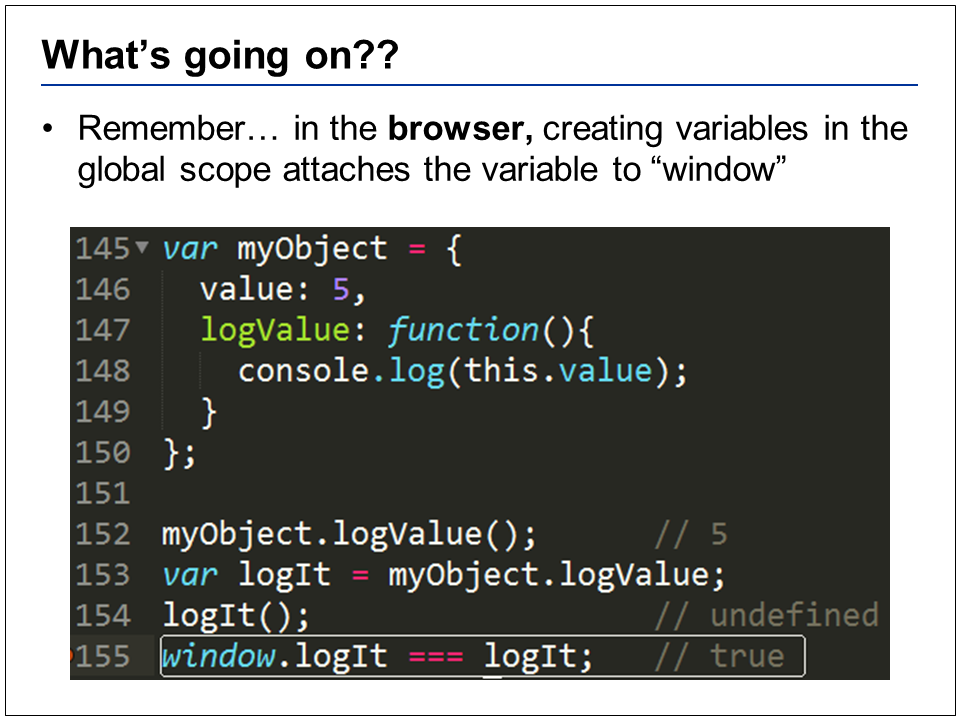 What’s going on??
• Remember… in the browser, creating variables in the
global scope attaches the variable to “window”
145 var myObject = {
146 value: 5,
147 logValue: function(){
148 console.log(this.value);
149 }
150 };
151
152 myObject.logValue(); // 5
153 var logIt = myObject.logValue;
154 logIt(); // undefined
155 window.logIt === logIt; // true